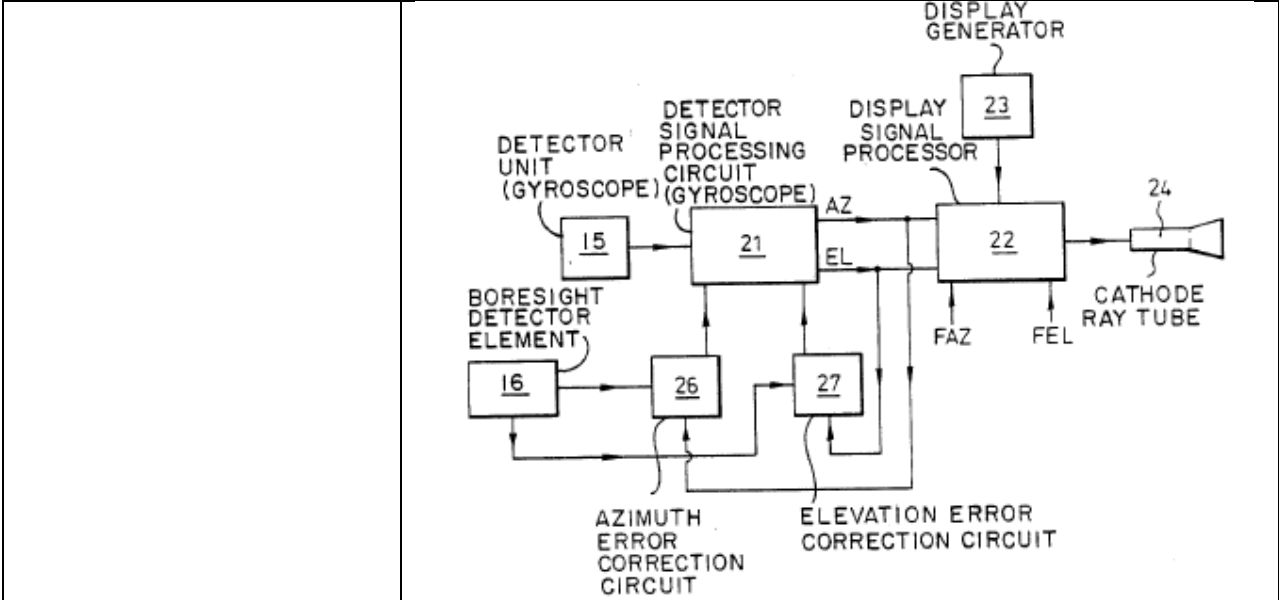 DISPLAY
GENERATOR
23
DETECTOR
SIGNAL
PROCESSING
CIRCUIT
(GYROSCOPE)
DISPLAY
SIGNAL
PROCESSOR
DETECTOR
UNIT
(GYROSCOPE)
AZ
24
15
21
22
EL
BORESIGHT
DETECTOR
ELEMENT
CATHODE
RAY TUBE
FAZ
FEL
16
26
27
AZIMUTH
ERROR
CORRECTION
CIRCUIT
ELEVATION ERROR
CORRECTION CIRCUIT